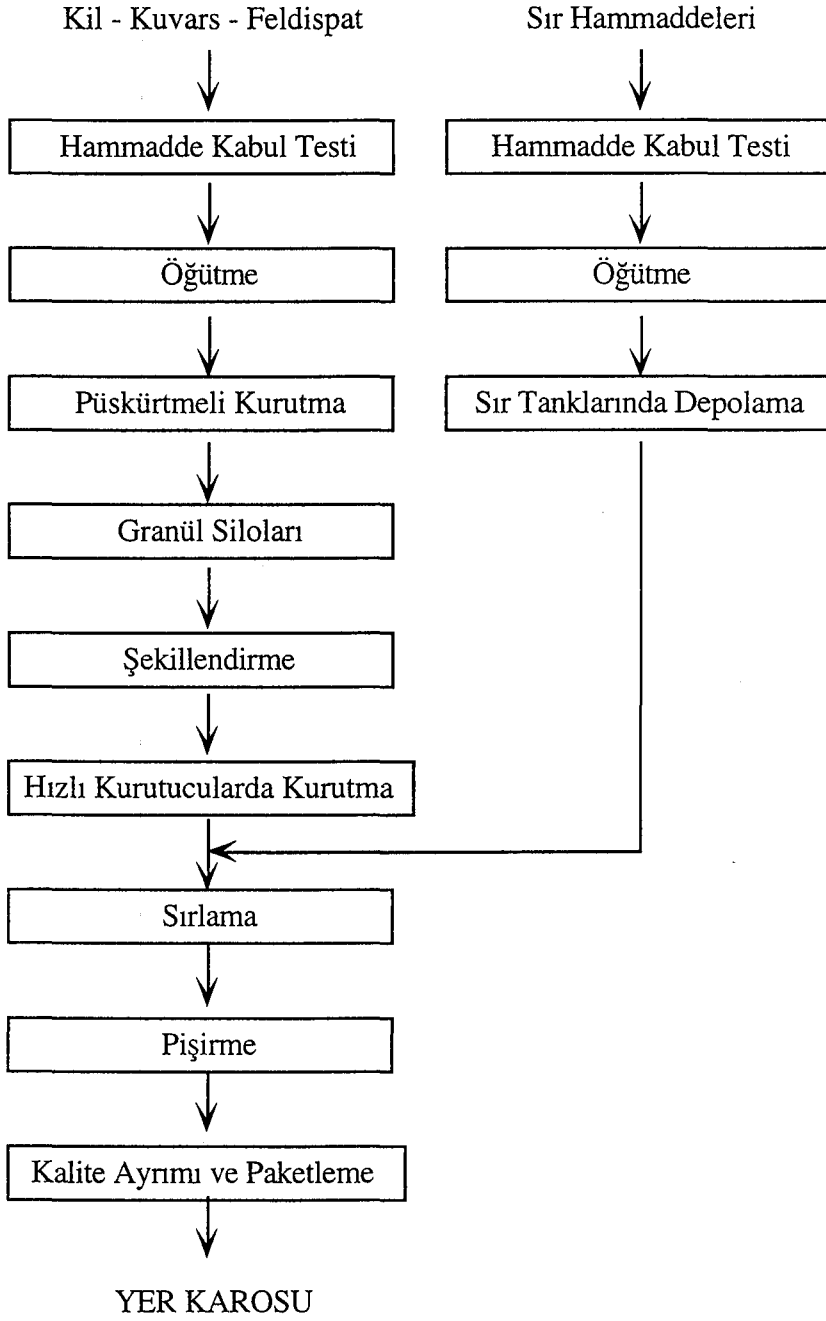 Kil - Kuvars - Feldispat
Sır Hammaddeleri
Hammadde Kabul Testi
Hammadde Kabul Testi
Öğütme
Öğütme
Püskürtmeli Kurutma
Sır Tanklarında Depolama
Granül Siloları
Şekillendirme
Hızlı Kurutucularda Kurutma
Sırlama
Pişirme
Kalite Ayrımı ve Paketleme
YER KAROSU